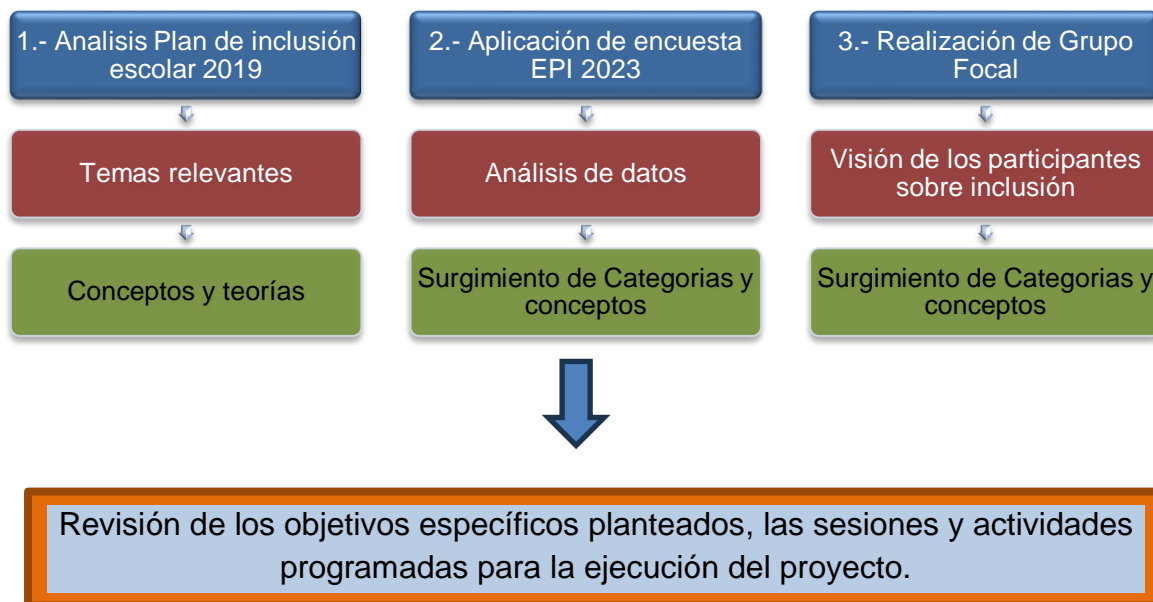 1.- Analisis Plan de inclusión
escolar 2019
Temas relevantes
Conceptos y teorías
2.- Aplicación de encuesta
EPI 2023
Análisis de datos
Surgimiento de Categorias y
conceptos
3.- Realización de Grupo
Focal
Visión de los participantes
sobre inclusión
Surgimiento de Categorias y
conceptos
Revisión de los objetivos específicos planteados, las sesiones y actividades
programadas para la ejecución del proyecto.